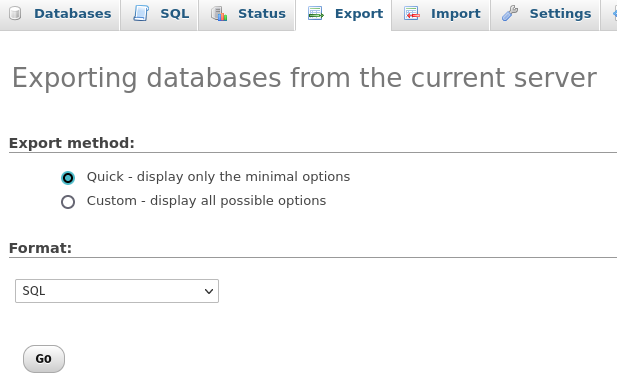 Databases SQL Status Export Import Settings
Exporting databases from the current server
Export method:
Quick - display only the minimal options
Custom - display all possible options
Format:
SQL
Go